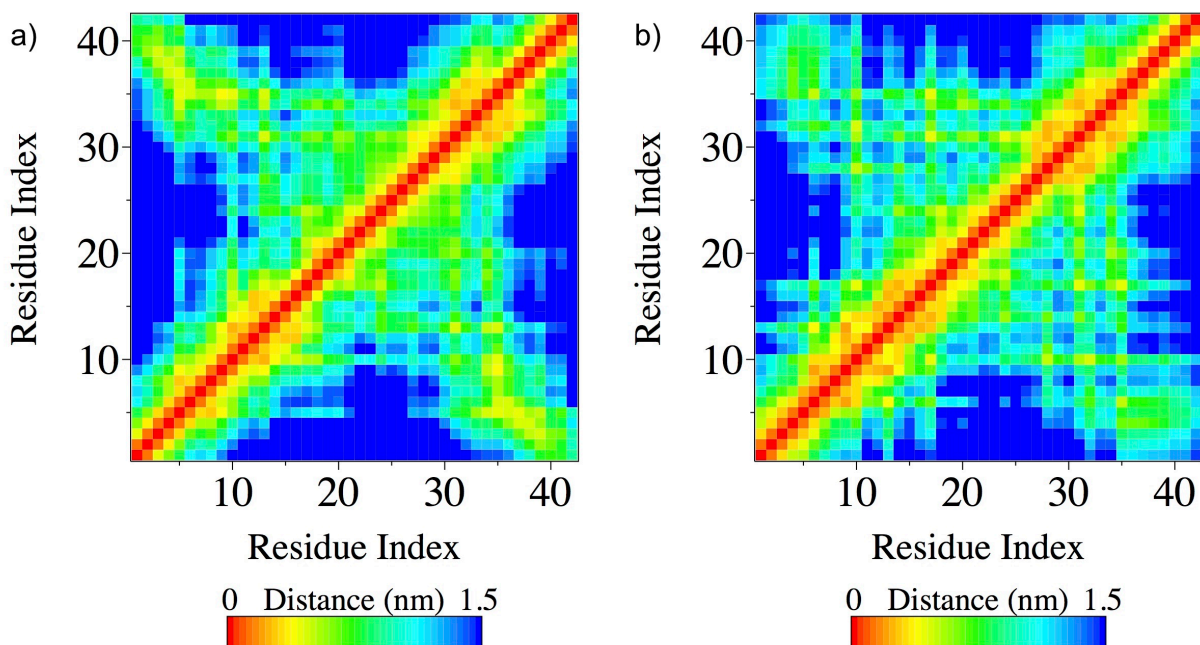 a)
40
30
20
10
Residue Index
10 20 30 40
Residue Index
0 Distance (nm) 1.5
b)
40
30
20
10
Residue Index
10 20 30 40
Residue Index
0 Distance (nm) 1.5